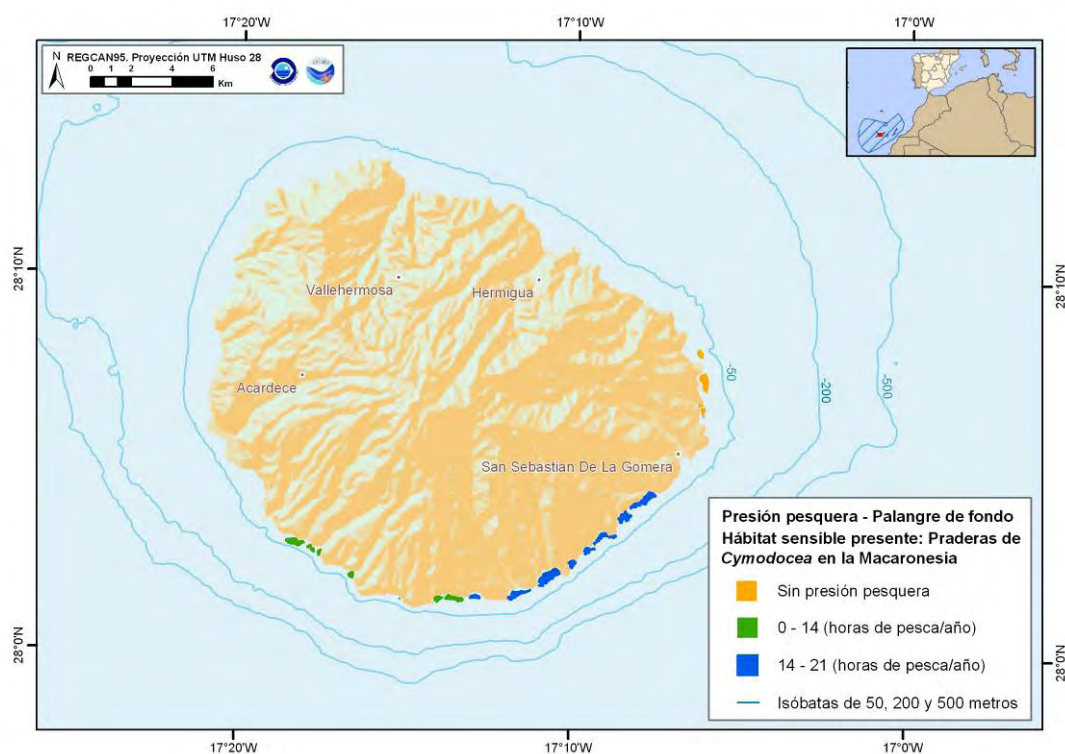 17°20'W
17°10'W
17°0'W
N
REGCAN95. Proyección UTM Huso 28
0 1 2 4 6
Km
28°10'N
28°10'N
Vallehermosa
Hermigua
Acardece
San Sebastian De La Gomera
-50
-200
-500
Presión pesquera - Palangre de fondo
Hábitat sensible presente: Praderas de
Cymodocea en la Macaronesia
Sin presión pesquera
0 - 14 (horas de pesca/año)
14 - 21 (horas de pesca/año)
Isóbatas de 50, 200 y 500 metros
28°0'N
28°0'N
17°20'W
17°10'W
17°0'W